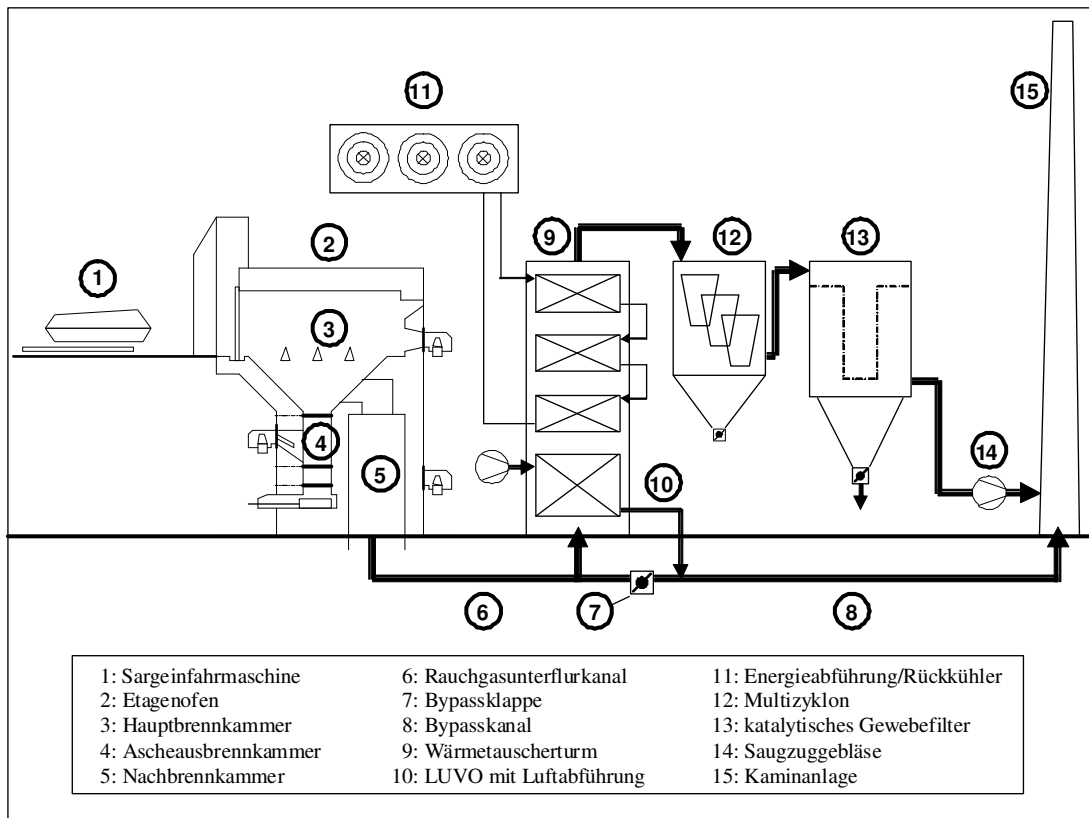 11
15
2
9
12
13
1
3
4
5
10
14
6
7
8
1: Sargeinfahrmaschine
2: Etagenofen
3: Hauptbrennkammer
4: Ascheausbrennkammer
5: Nachbrennkammer
6: Rauchgasunterflurkanal
7: Bypassklappe
8: Bypasskanal
9: Wärmetauscherturm
10: LUVO mit Luftabführung
11: Energieabführung/Rückkühler
12: Multizyklon
13: katalytisches Gewebefilter
14: Saugzuggebläse
15: Kaminanlage